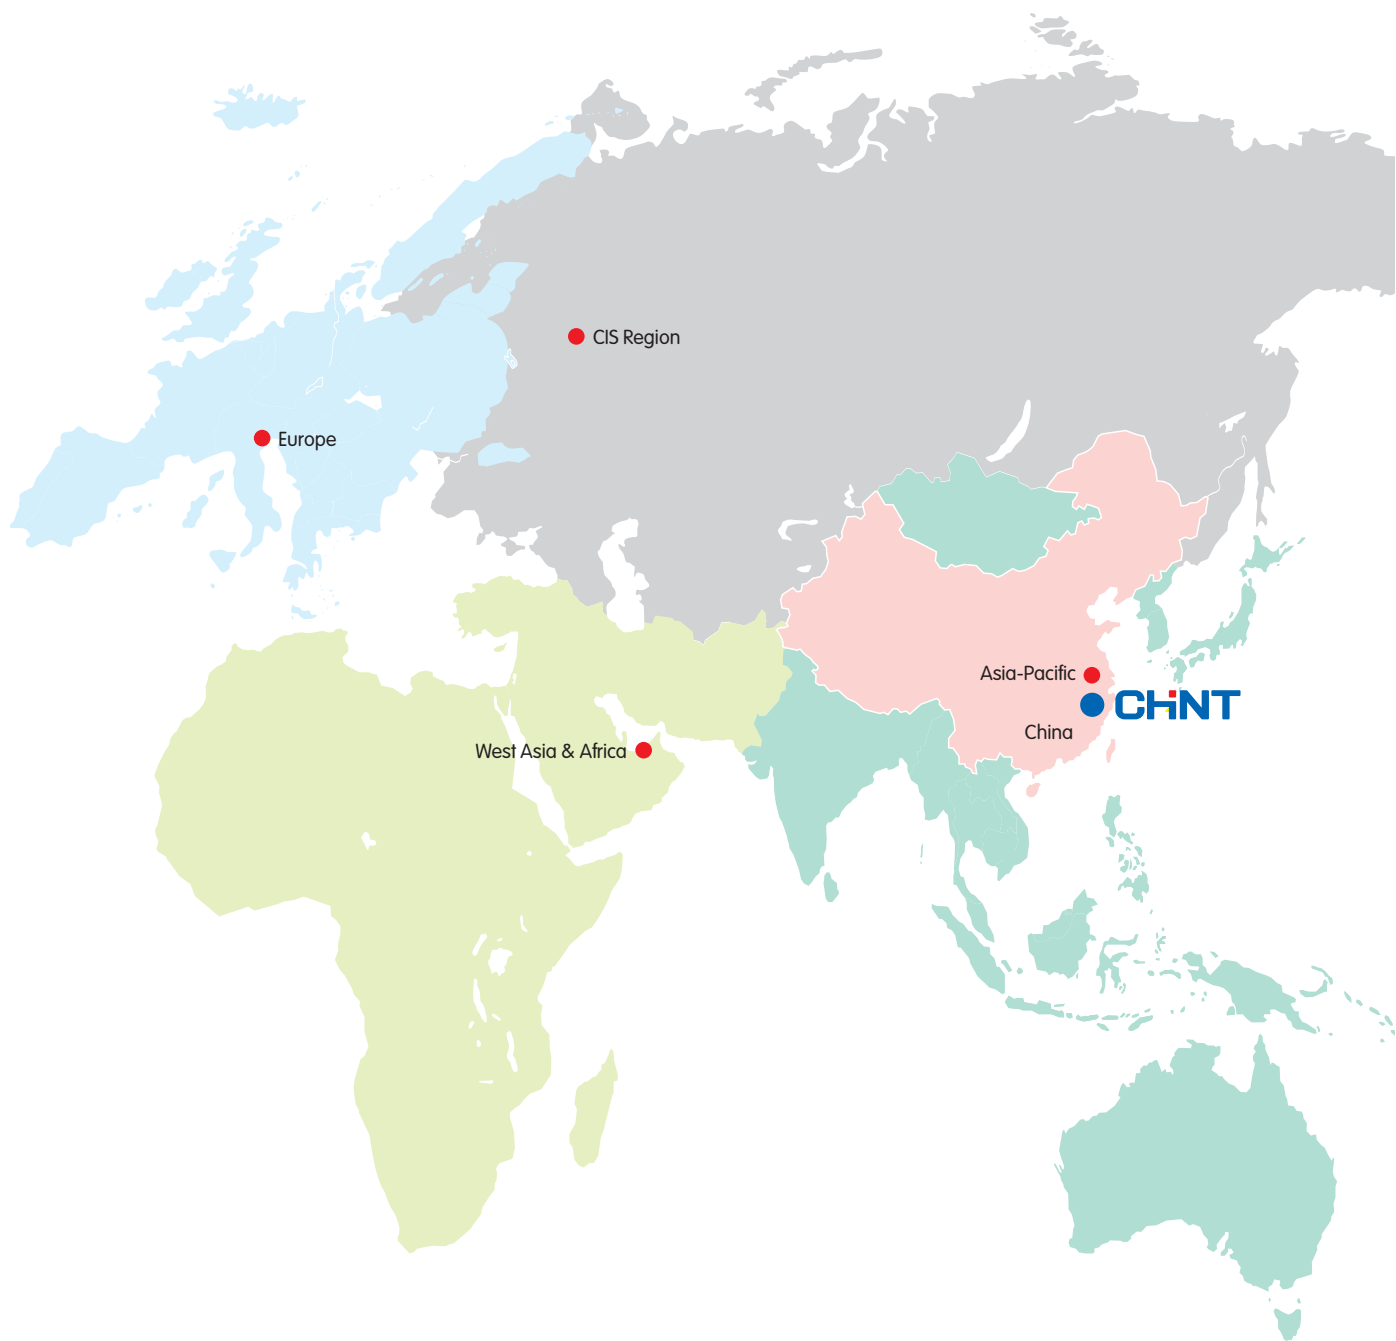 CIS Region
Europe
Asia-Pacific
CHiNT
China
West Asia & Africa